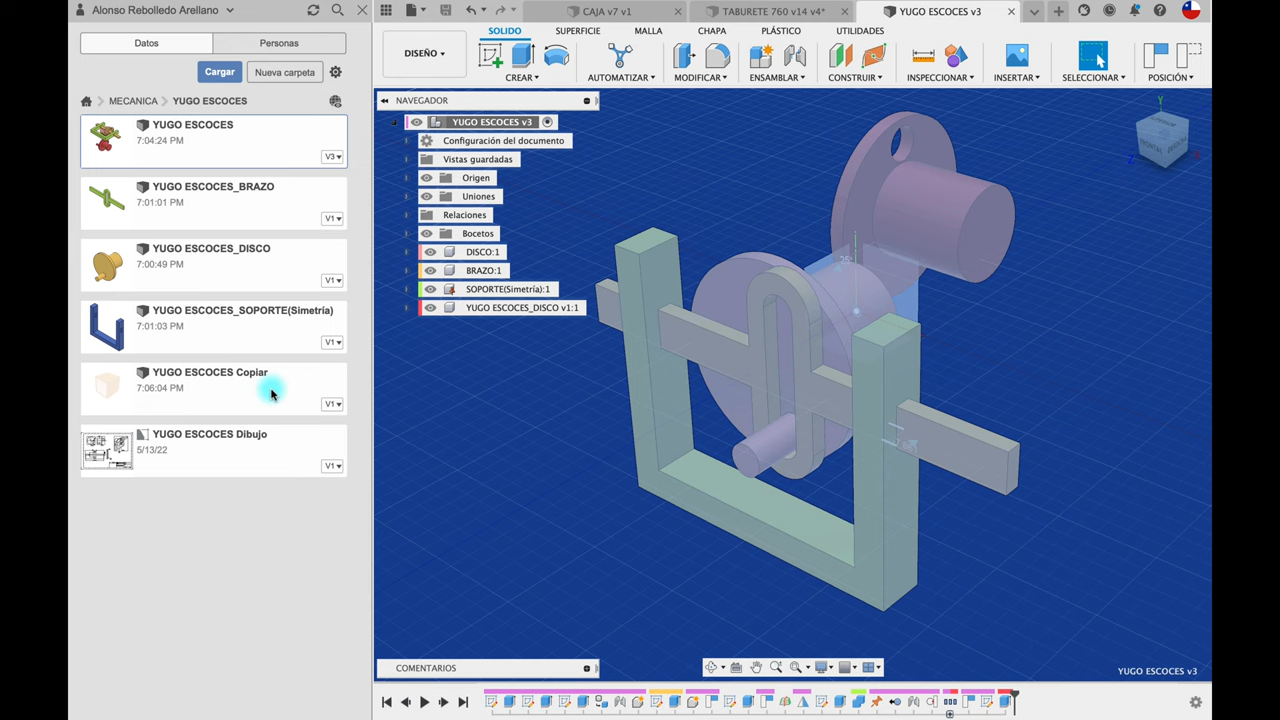 Alonso Rebolledo Arellano
Datos
Personas
Cargar
Nueva carpeta
MECANICA
YUGO ESCOCES
YUGO ESCOCES
7:04:24 PM
V3
YUGO ESCOCES_BRAZO
7:01:01 PM
V1
YUGO ESCOCES_DISCO
7:00:49 PM
V1
YUGO ESCOCES_SOPORTE(Simetría)
7:01:03 PM
V1
YUGO ESCOCES Copiar
7:06:04 PM
V1
YUGO ESCOCES Dibujo
5/13/22
V1
CAJA v7 v1
TABURETE 760 v14 v4*
YUGO ESCOCES v3
DISEÑO
SOLIDO
SUPERFICIE
MALLA
CHAPA
PLÁSTICO
UTILIDADES
CREAR
AUTOMATIZAR
MODIFICAR
ENSAMBLAR
CONSTRUIR
INSPECCIONAR
INSERTAR
SELECCIONAR
POSICIÓN
NAVEGADOR
YUGO ESCOCES v3
Configuración del documento
Vistas guardadas
Origen
Uniones
Relaciones
Bocetos
DISCO:1
BRAZO:1
SOPORTE(Simetría):1
YUGO ESCOCES_DISCO v1:1
Y
Z
FRONTAL
COMENTARIOS
YUGO ESCOCES v3